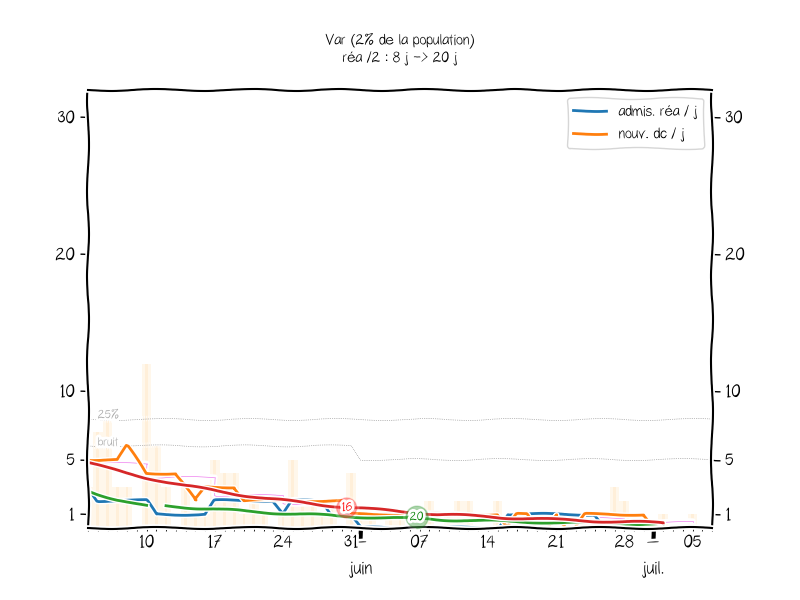 Var (2% de la population)
réa /2 : 8 j -> 20 j
admis. réa / j
nouv. dc / j
30 30
20 20
10 10
25%
bruit
5 5
16
20
1 1
10 17 24 31 07 14 21 28 05
juin juil.